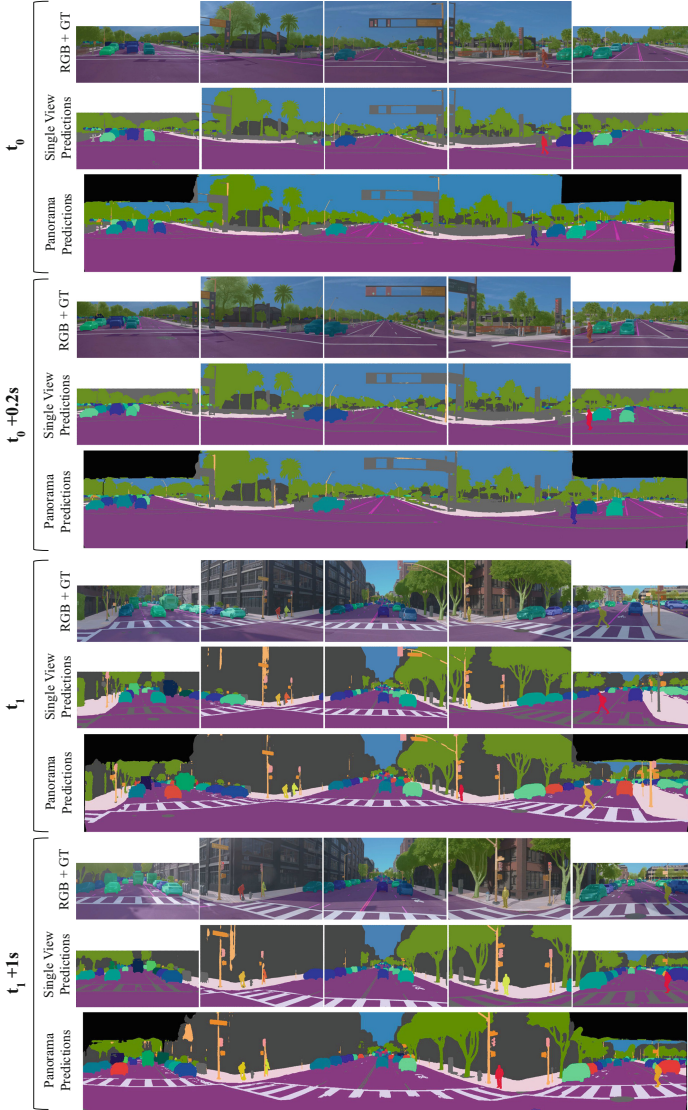 t0
RGB + GT
Single View
Predictions
Panorama
Predictions
t0 +0.2s
RGB + GT
Single View
Predictions
Panorama
Predictions
t1
RGB + GT
Single View
Predictions
Panorama
Predictions
t1 +1s
RGB + GT
Single View
Predictions
Panorama
Predictions